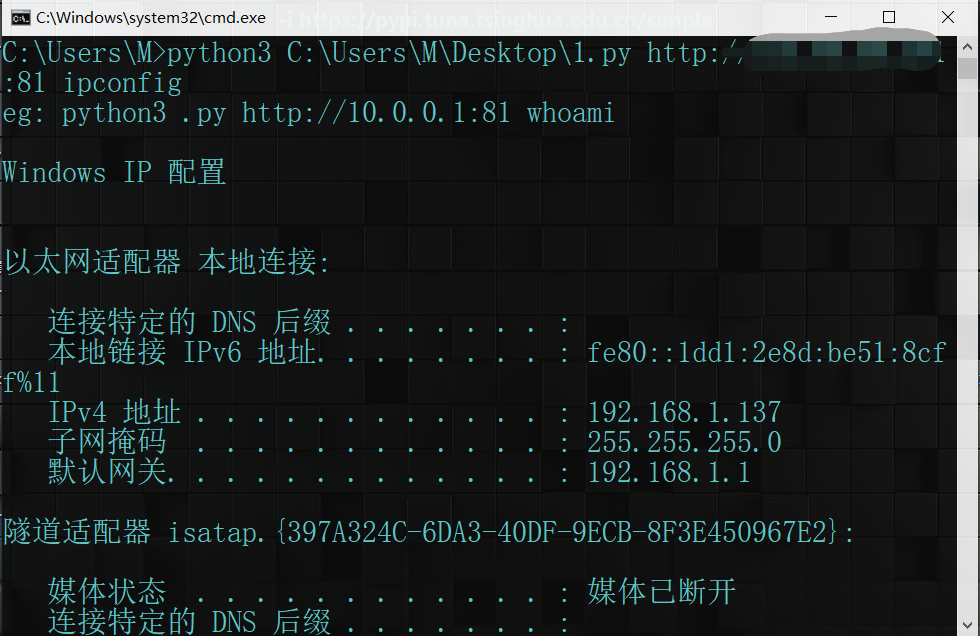 C:\Windows\system32\cmd.exe
-i https://pypi.tuna.tsinghua.edu.cn/simple
C:\Users\M>python3 C:\Users\M\Desktop\1.py http:/
:81 ipconfig
eg: python3 .py http://10.0.0.1:81 whoami
Windows IP 配置
以太网适配器 本地连接:
连接特定的 DNS 后缀 . . . . . . . :
本地链接 IPv6 地址. . . . . . . . : fe80::1dd1:2e8d:be51:8cf
f%11
IPv4 地址 . . . . . . . . . . . . : 192.168.1.137
子网掩码  . . . . . . . . . . . . : 255.255.255.0
默认网关. . . . . . . . . . . . . : 192.168.1.1
隧道适配器 isatap.{397A324C-6DA3-40DF-9ECB-8F3E450967E2}:
媒体状态  . . . . . . . . . . . . : 媒体已断开
连接特定的 DNS 后缀 . . . . . . . :